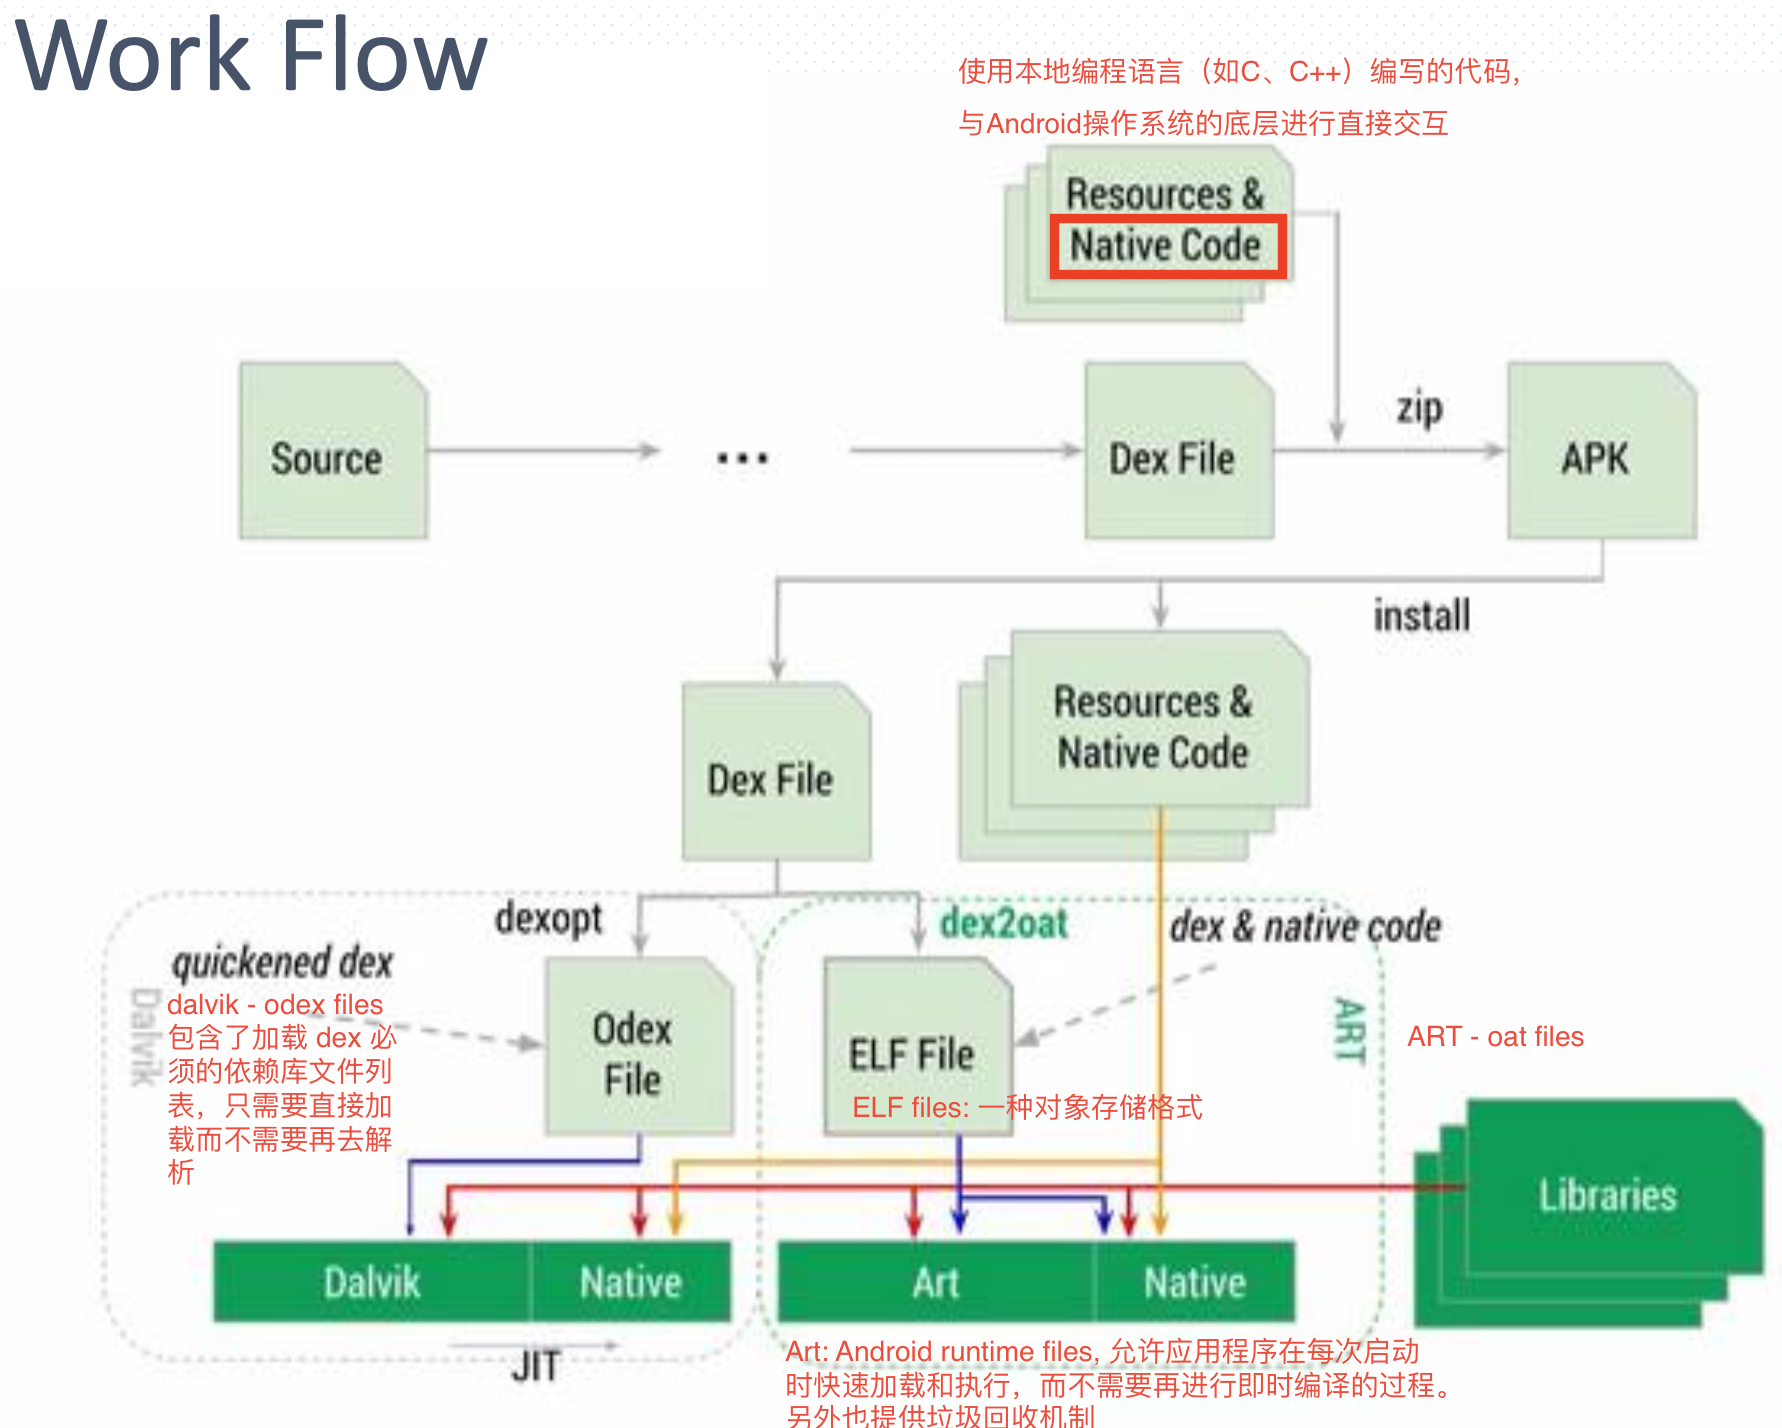 Work Flow
使用本地编程语言（如C、C++）编写的代码，
与Android操作系统的底层进行直接交互
Resources &
Native Code
Source
...
Dex File
zip
APK
install
Dex File
Resources &
Native Code
dexopt
dex2oat
dex & native code
quickened dex
Dalvik
dalvik - odex files
包含了加载 dex 必
须的依赖库文件列
表，只需要直接加
载而不需要再去解
析
Odex
File
ELF File
ELF files: 一种对象存储格式
ART
ART - oat files
Libraries
Dalvik
Native
Art
Native
JIT
Art: Android runtime files, 允许应用程序在每次启动
时快速加载和执行，而不需要再进行即时编译的过程。
另外也提供垃圾回收机制